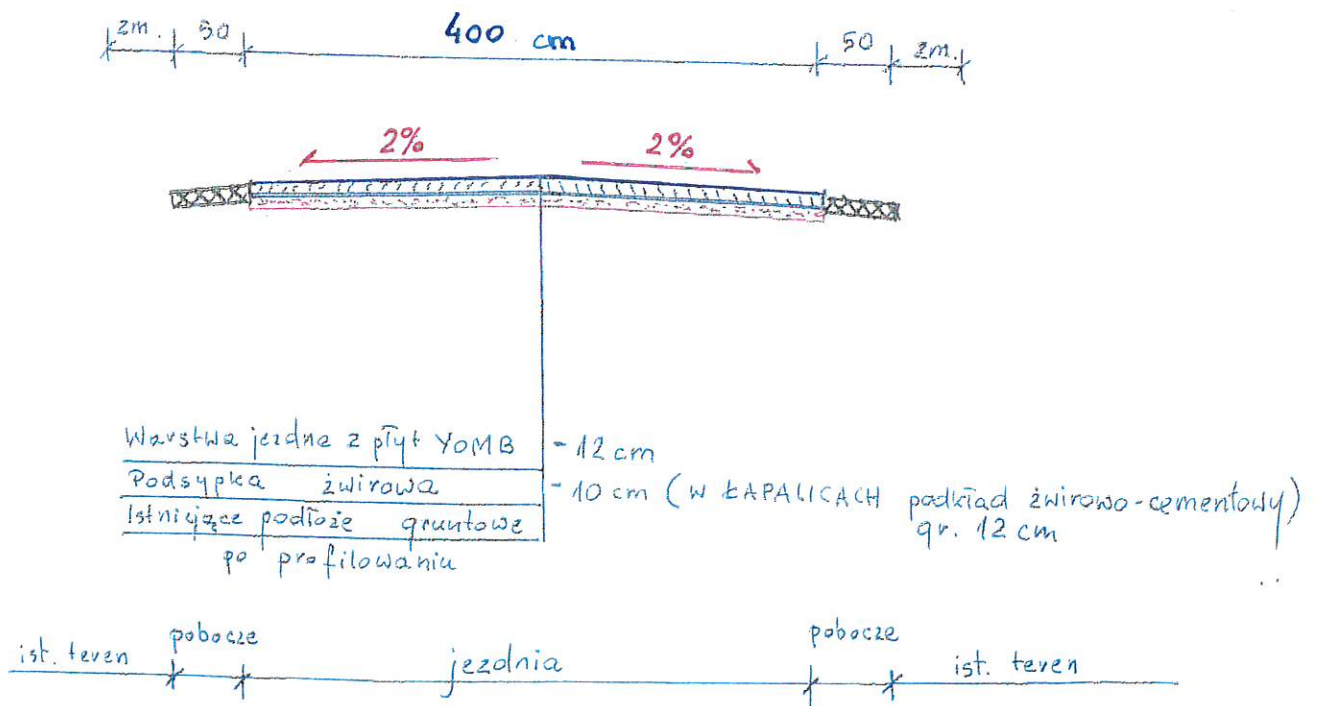 2m. 50 400 cm 50 2m.
2% 2%
Warstwa jezdna z płyt YOMB - 12 cm
Podsypka żwirowa - 10 cm (W ŁAPALICACH podkład żwirowo-cementowy)
gr. 12 cm
Istniejące podłoże gruntowe
po profilowaniu
ist. teren pobocze jezdnia pobocze ist. teren